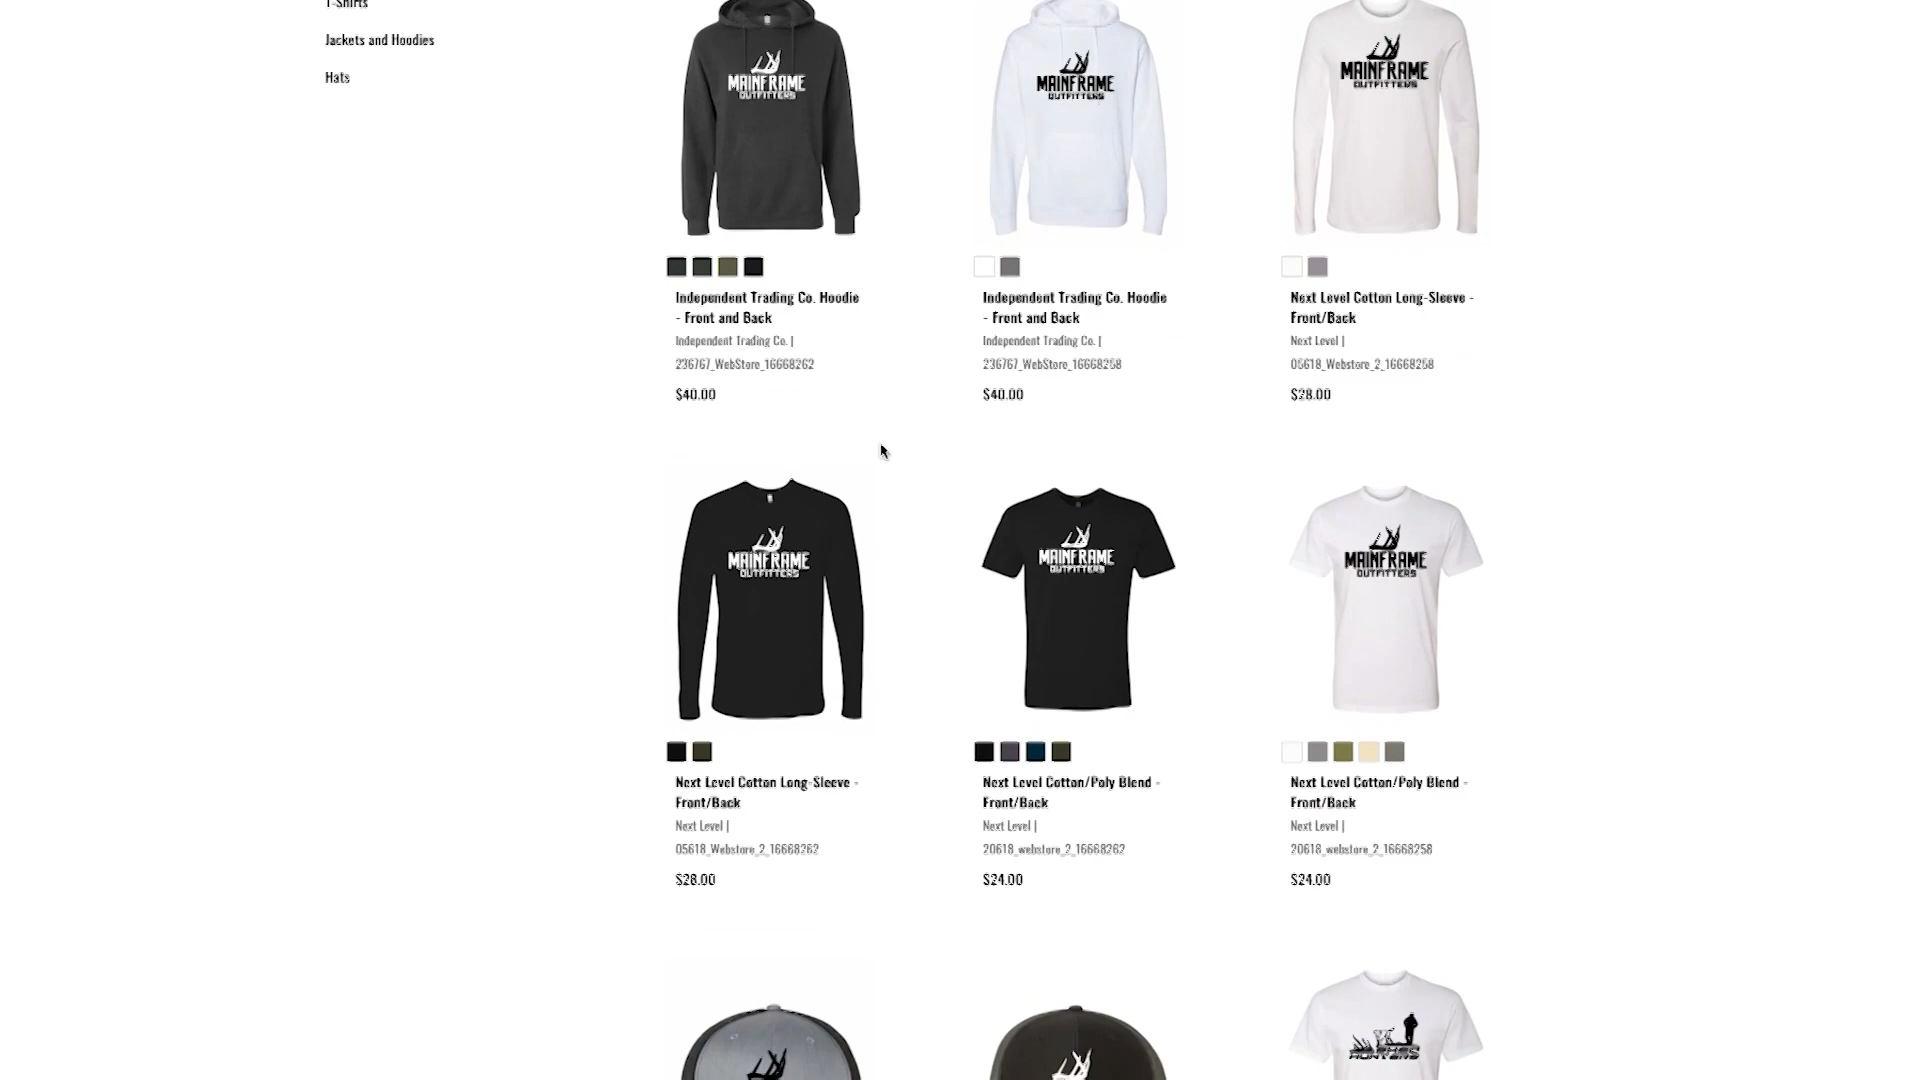 T-Shirts
Jackets and Hoodies
Hats
MAINFRAME
OUTFITTERS
MAINFRAME
OUTFITTERS
MAINFRAME
OUTFITTERS
Independent Trading Co. Hoodie
- Front and Back
Independent Trading Co. |
236767_WebStore_16668262
$40.00
Independent Trading Co. Hoodie
- Front and Back
Independent Trading Co. |
236767_WebStore_16668258
$40.00
Next Level Cotton Long-Sleeve -
Front/Back
Next Level |
05618_Webstore_2_16668258
$28.00
MAINFRAME
OUTFITTERS
MAINFRAME
OUTFITTERS
MAINFRAME
OUTFITTERS
Next Level Cotton Long-Sleeve -
Front/Back
Next Level |
05618_Webstore_2_16668262
$28.00
Next Level Cotton/Poly Blend -
Front/Back
Next Level |
20618_webstore_2_16668262
$24.00
Next Level Cotton/Poly Blend -
Front/Back
Next Level |
20618_webstore_2_16668258
$24.00
HUNTERS